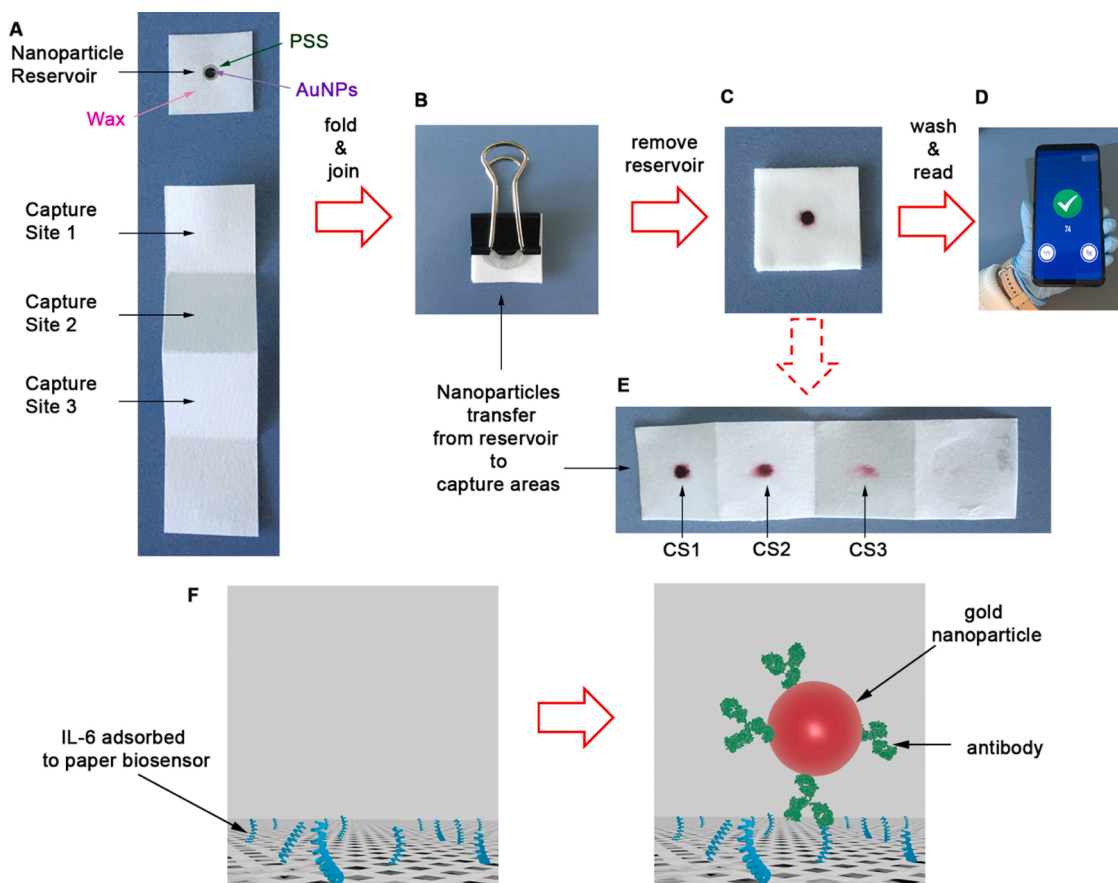 A
Nanoparticle
Reservoir
PSS
AuNPs
Wax
Capture
Site 1
Capture
Site 2
Capture
Site 3
fold
&
join
B
remove
reservoir
C
wash
&
read
D
74
Nanoparticles
transfer
from reservoir
to
capture areas
E
CS1
CS2
CS3
F
IL-6 adsorbed
to paper biosensor
gold
nanoparticle
antibody